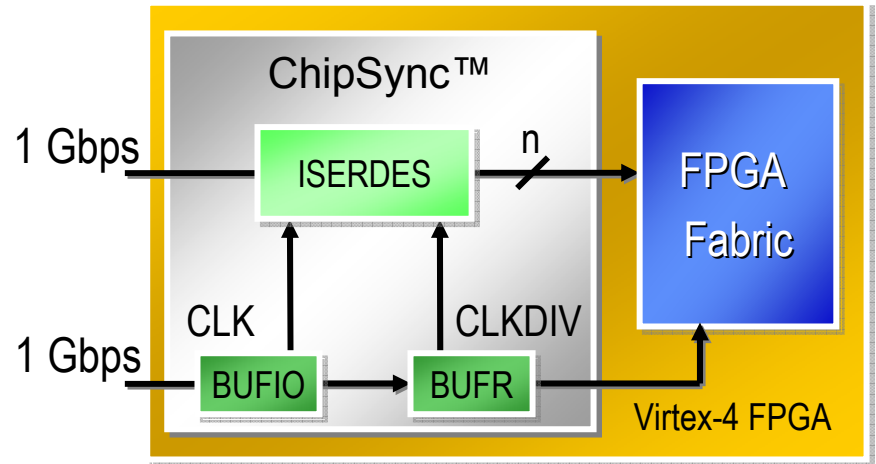 ChipSync™
1 Gbps
ISERDES
n
FPGA
Fabric
CLK
CLKDIV
1 Gbps
BUFIO
BUFR
Virtex-4 FPGA